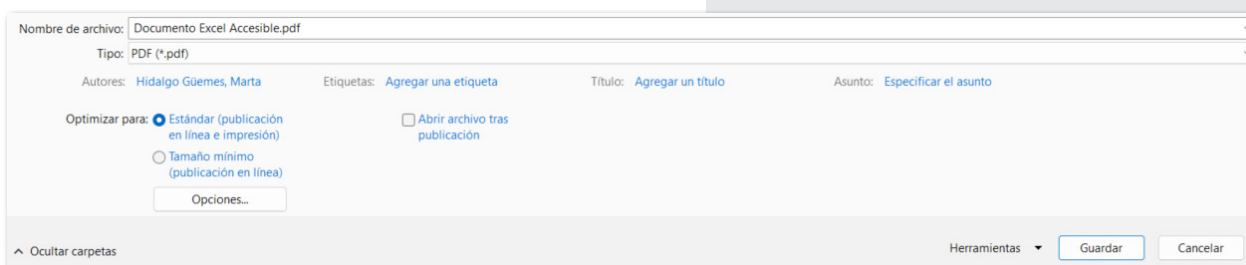 Nombre de archivo: Documento Excel Accesible.pdf
Tipo: PDF (*.pdf)
Autores: Hidalgo Güemes, Marta Etiquetas: Agregar una etiqueta Título: Agregar un título Asunto: Especificar el asunto
Optimizar para: Estándar (publicación Abrir archivo tras
en línea e impresión) publicación
Tamaño mínimo
(publicación en línea)
Opciones...
Ocultar carpetas Herramientas Guardar Cancelar